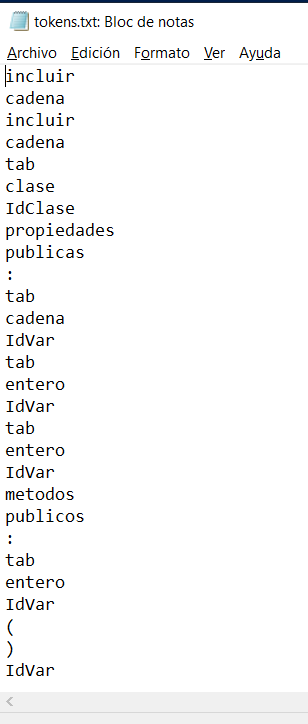 tokens.txt: Bloc de notas
Archivo Edición Formato Ver Ayuda
incluir
cadena
incluir
cadena
tab
clase
IdClase
propiedades
publicas
:
tab
cadena
IdVar
tab
entero
IdVar
tab
entero
IdVar
metodos
publicos
:
tab
entero
IdVar
(
)
IdVar